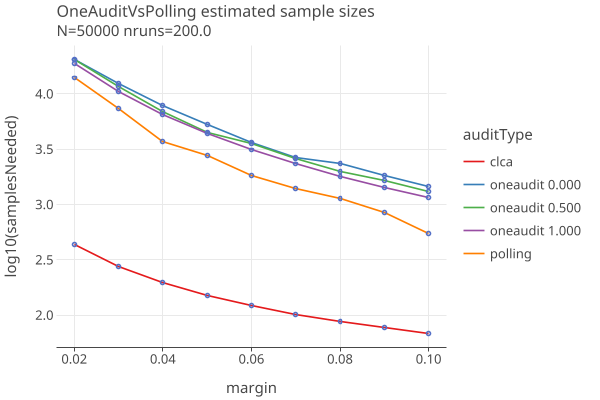 OneAuditVsPolling estimated sample sizes
N=50000 nruns=200.0
log10(samplesNeeded)
4.0
3.5
3.0
2.5
2.0
0.02
0.04
0.06
0.08
0.10
margin
auditType
clca
oneaudit 0.000
oneaudit 0.500
oneaudit 1.000
polling